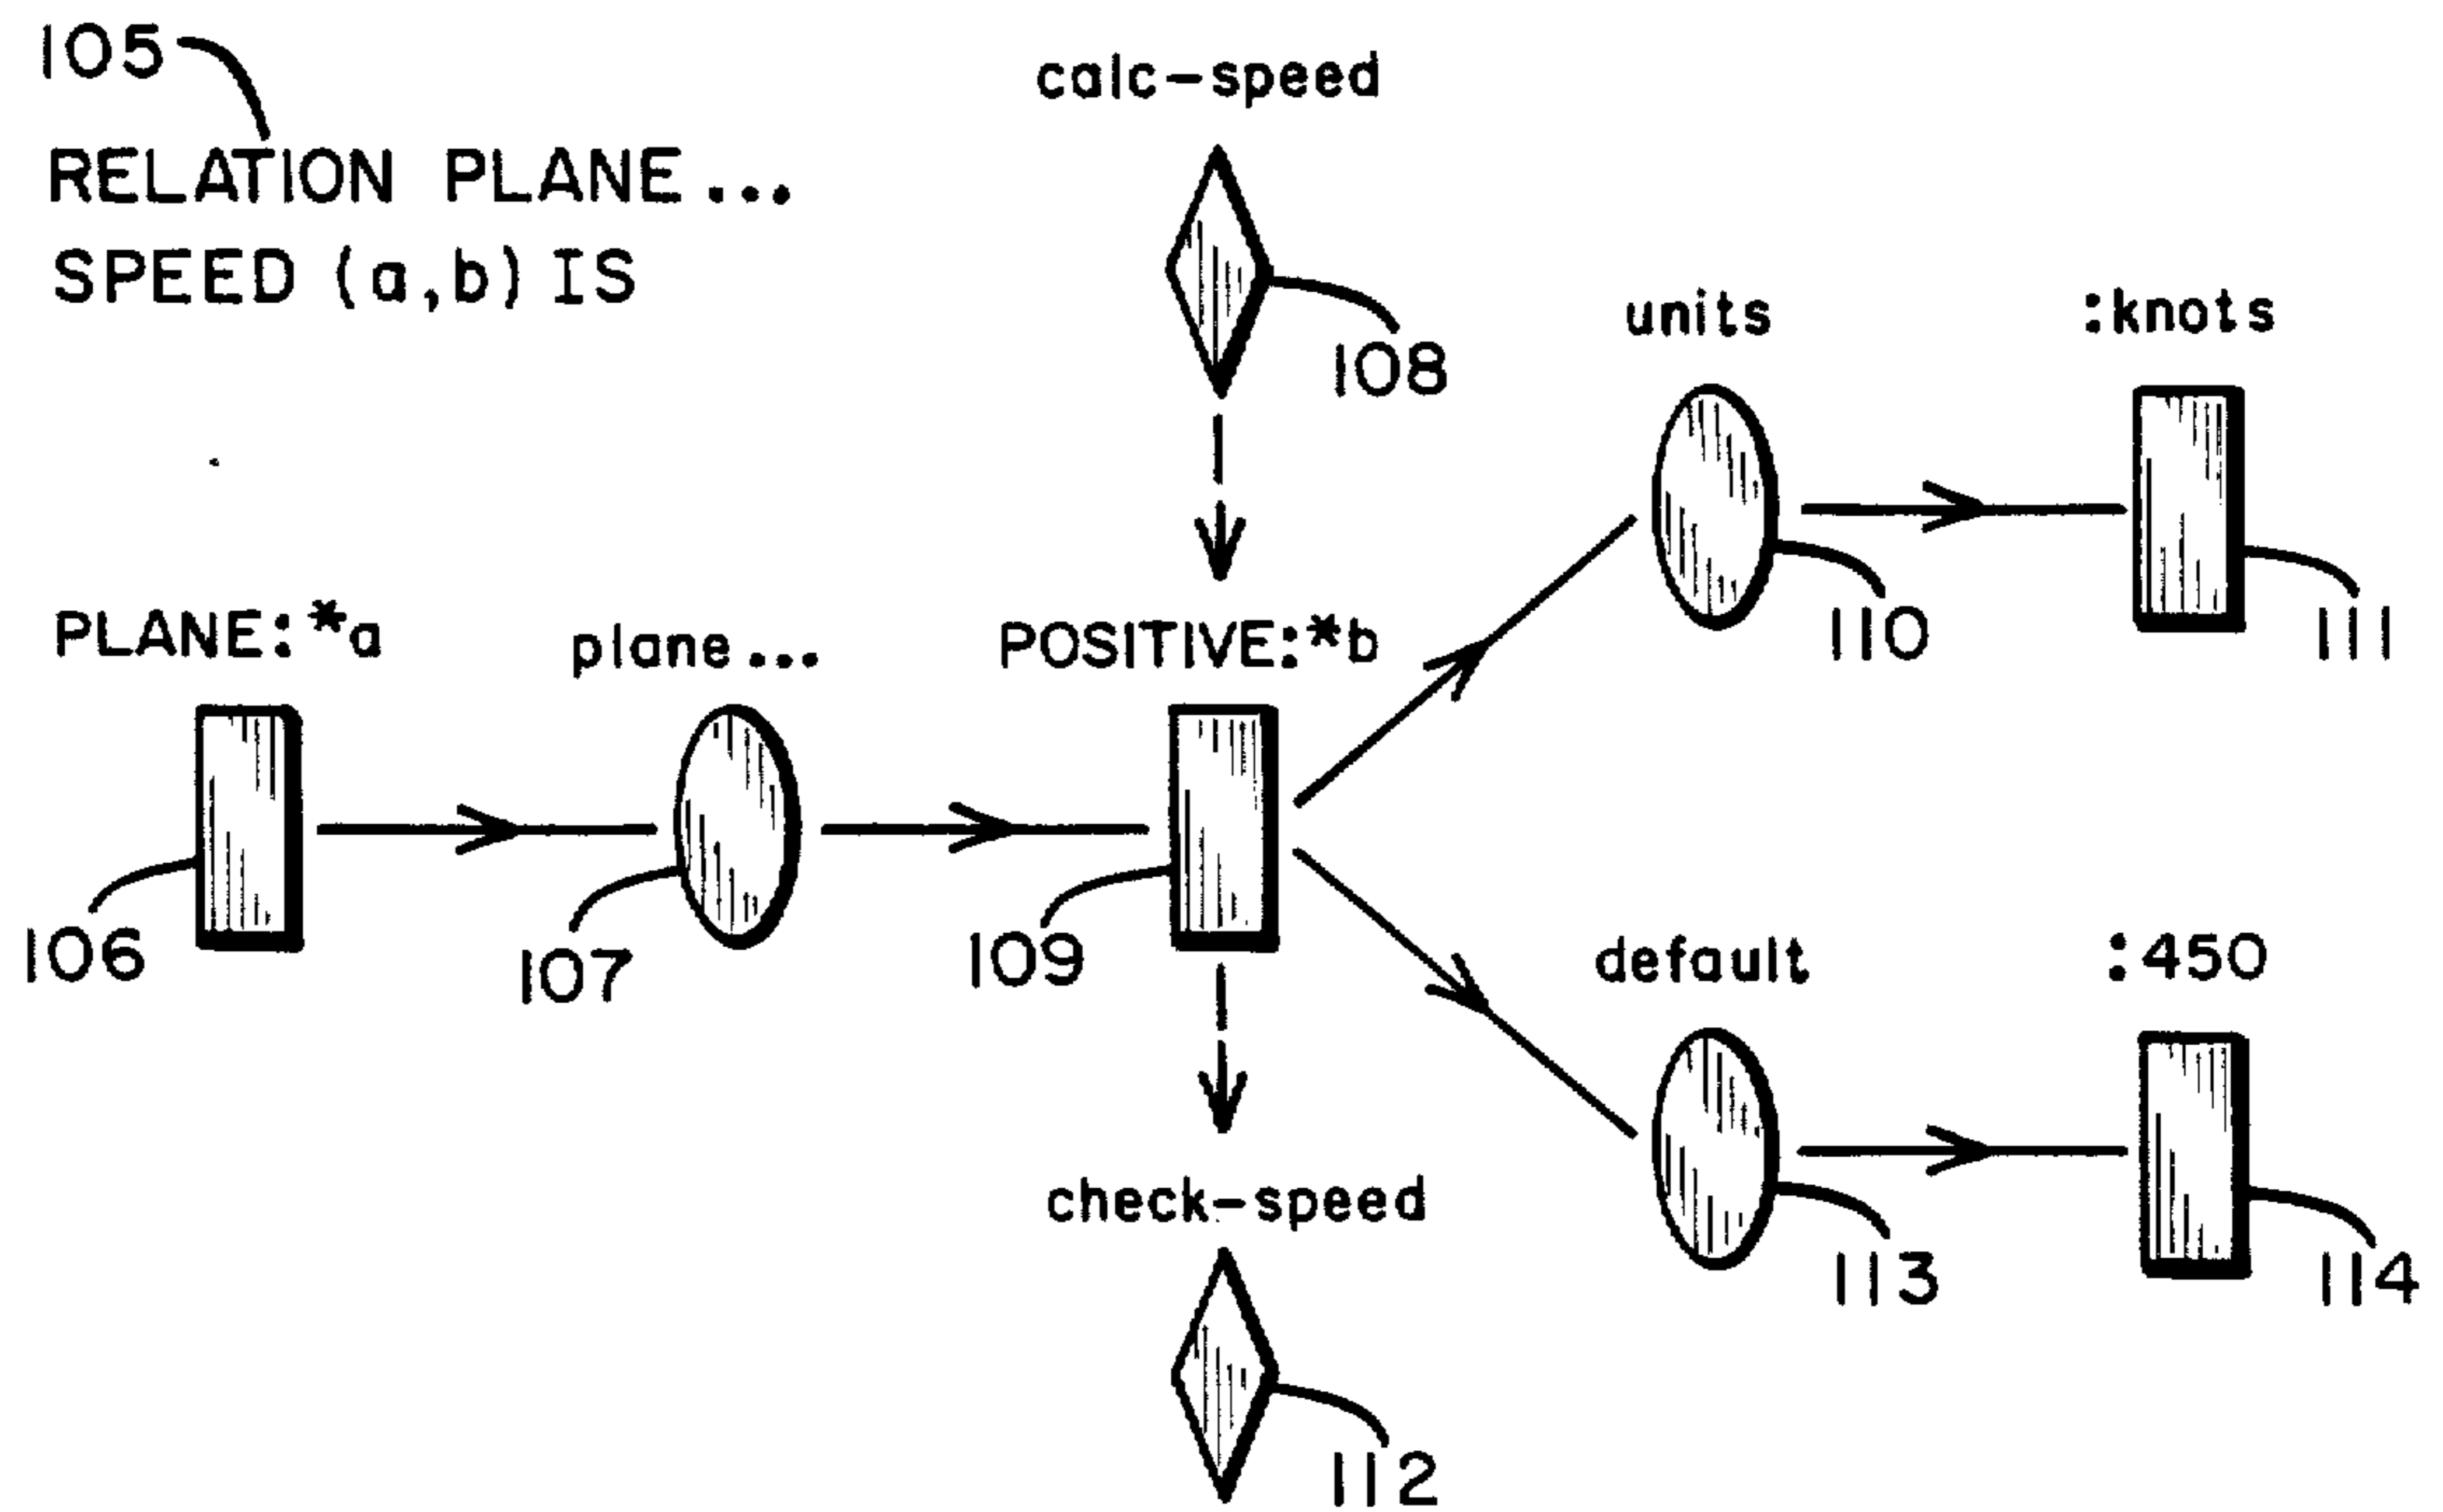 105
RELATION PLANE...
SPEED (a,b) IS
calc-speed
108
units
:knots
110
111
PLANE:*a
plane...
POSITIVE:*b
106
107
109
default
:450
check-speed
113
114
112